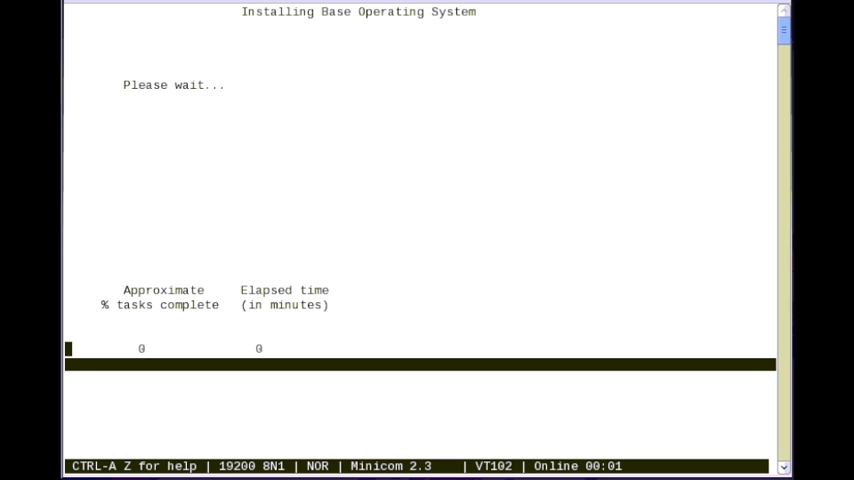 Installing Base Operating System
Please wait...
Approximate Elapsed time
% tasks complete (in minutes)
0 0
CTRL-A Z for help | 19200 8N1 | NOR | Minicom 2.3 | VT102 | Online 00:01